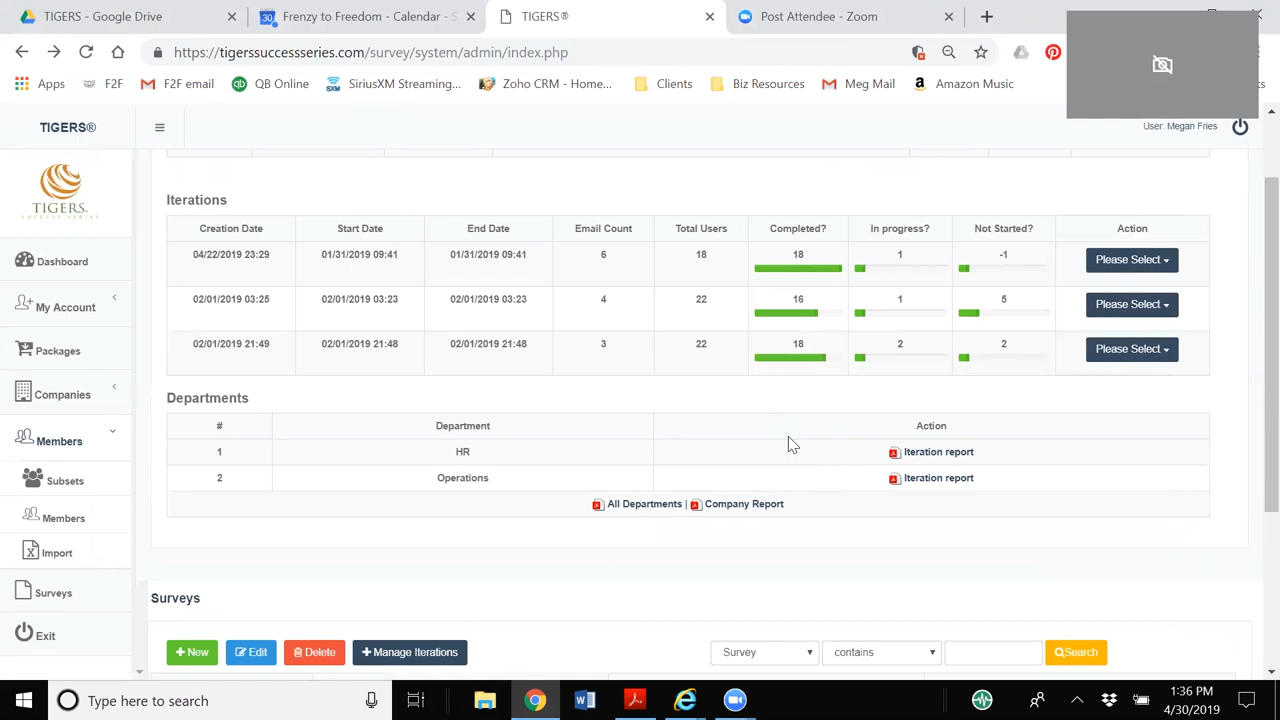 TIGERS - Google Drive
30 Frenzy to Freedom - Calendar - S
TIGERS®
Post Attendee - Zoom
https://tigerssuccessseries.com/survey/system/admin/index.php
Apps F2F F2F email QB Online SiriusXM Streaming... Zoho CRM - Home... Clients Biz Resources Meg Mail Amazon Music
TIGERS®
User: Megan Fries
TIGERS
SUCCESS SERIES
Dashboard
My Account
Packages
Companies
Members
Subsets
Members
Import
Surveys
Exit
Iterations
Creation Date Start Date End Date Email Count Total Users Completed? In progress? Not Started? Action
04/22/2019 23:29 01/31/2019 09:41 01/31/2019 09:41 6 18 18 1 -1 Please Select
02/01/2019 03:25 02/01/2019 03:23 02/01/2019 03:23 4 22 16 1 5 Please Select
02/01/2019 21:49 02/01/2019 21:48 02/01/2019 21:48 3 22 18 2 2 Please Select
Departments
# Department Action
1 HR Iteration report
2 Operations Iteration report
All Departments | Company Report
Surveys
New Edit Delete Manage Iterations Survey contains Search
Type here to search
1:36 PM
4/30/2019